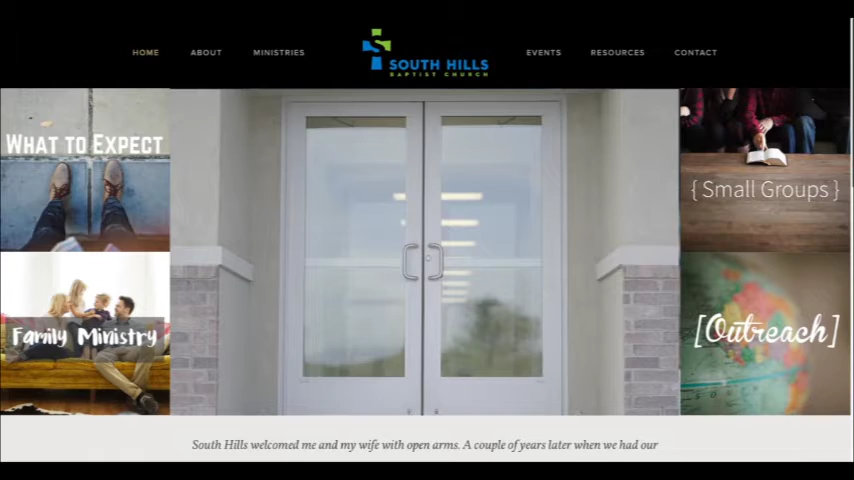 HOME ABOUT MINISTRIES SOUTH HILLS EVENTS RESOURCES CONTACT
BAPTIST CHURCH
WHAT TO EXPECT
{ Small Groups }
Family Ministry
[Outreach]
South Hills welcomed me and my wife with open arms. A couple of years later when we had our